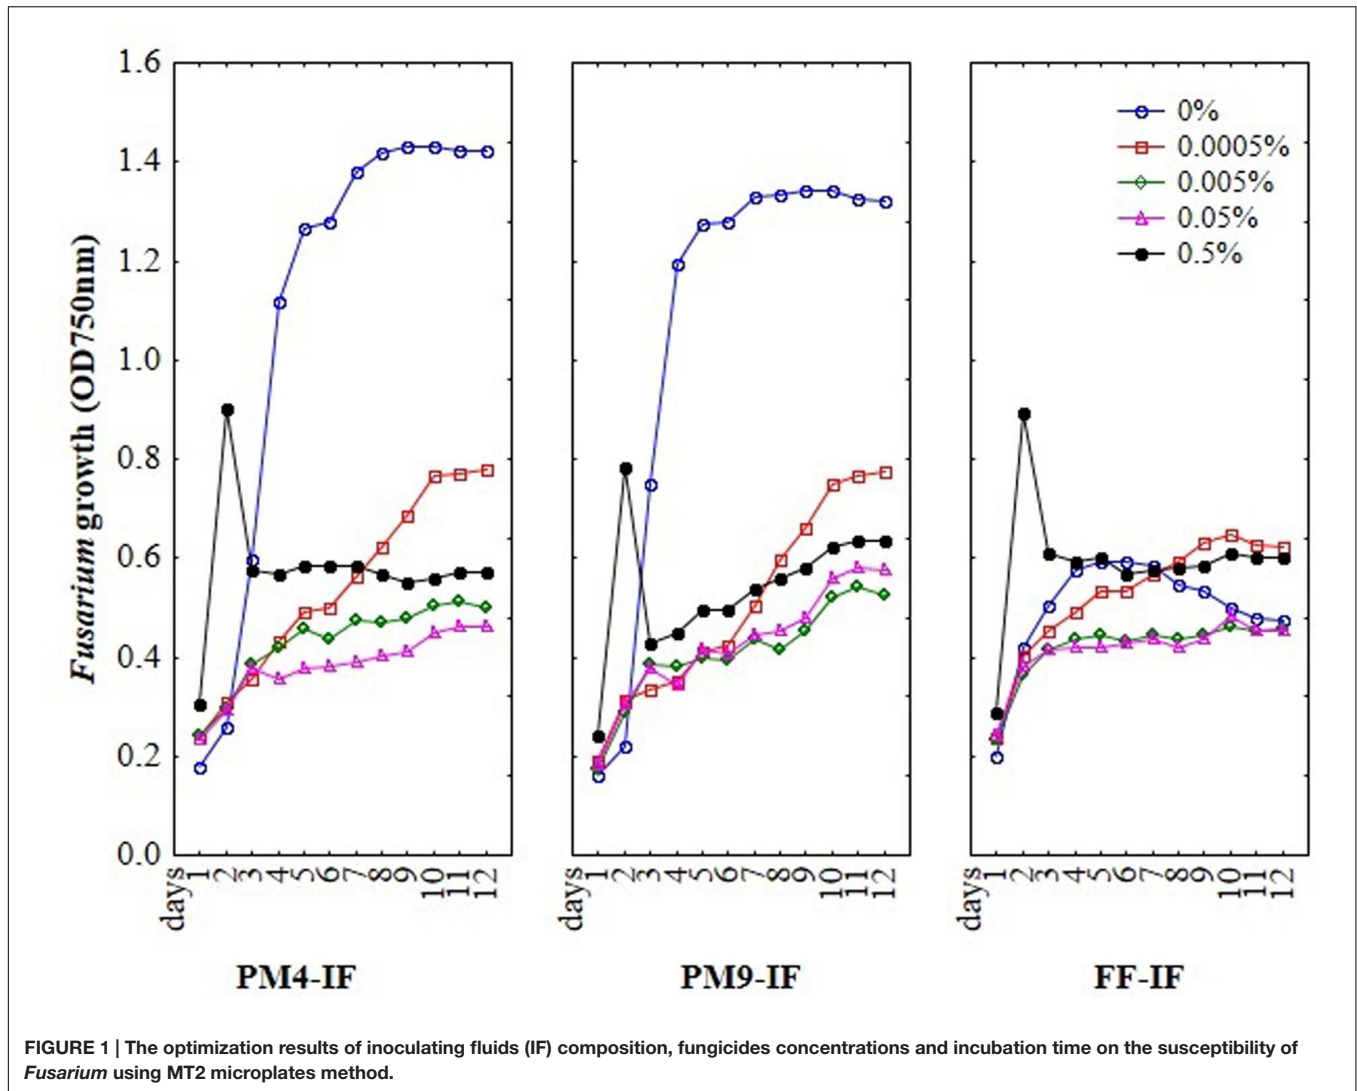 Fusarium growth (OD750nm)
1.6
1.4
1.2
1.0
0.8
0.6
0.4
0.2
0.0
0%
0.0005%
0.005%
0.05%
0.5%
days 1 2 3 4 5 6 7 8 9 10 11 12
days 1 2 3 4 5 6 7 8 9 10 11 12
days 1 2 3 4 5 6 7 8 9 10 11 12
PM4-IF
PM9-IF
FF-IF
FIGURE 1 | The optimization results of inoculating fluids (IF) composition, fungicides concentrations and incubation time on the susceptibility of
Fusarium using MT2 microplates method.